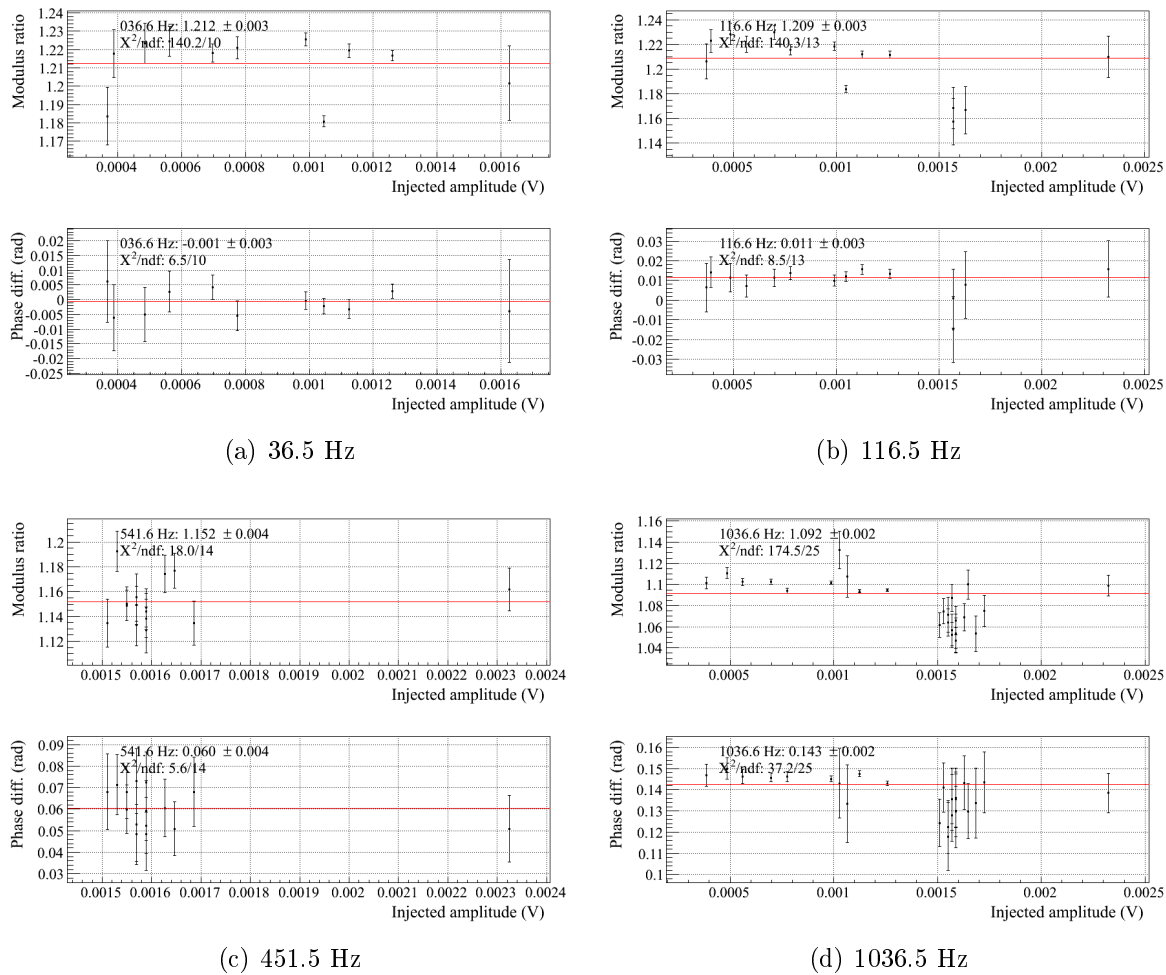 Modulus ratio
1.24
1.23
1.22
1.21
1.2
1.19
1.18
1.17
036.6 Hz: 1.212 ± 0.003
X²/ndf: 140.2/10
0.0004 0.0006 0.0008 0.001 0.0012 0.0014 0.0016
Injected amplitude (V)
Phase diff. (rad)
0.02
0.015
0.01
0.005
0
-0.005
-0.01
-0.015
-0.02
-0.025
036.6 Hz: -0.001 ± 0.003
X²/ndf: 6.5/10
0.0004 0.0006 0.0008 0.001 0.0012 0.0014 0.0016
Injected amplitude (V)
(a) 36.5 Hz
Modulus ratio
1.24
1.22
1.2
1.18
1.16
1.14
116.6 Hz: 1.209 ± 0.003
X²/ndf: 140.3/13
0.0005 0.001 0.0015 0.002 0.0025
Injected amplitude (V)
Phase diff. (rad)
0.03
0.02
0.01
0
-0.01
-0.02
-0.03
116.6 Hz: 0.011 ± 0.003
X²/ndf: 8.5/13
0.0005 0.001 0.0015 0.002 0.0025
Injected amplitude (V)
(b) 116.5 Hz
Modulus ratio
1.2
1.18
1.16
1.14
1.12
541.6 Hz: 1.152 ± 0.004
X²/ndf: 18.0/14
0.0015 0.0016 0.0017 0.0018 0.0019 0.002 0.0021 0.0022 0.0023 0.0024
Injected amplitude (V)
Phase diff. (rad)
0.09
0.08
0.07
0.06
0.05
0.04
0.03
541.6 Hz: 0.060 ± 0.004
X²/ndf: 5.6/14
0.0015 0.0016 0.0017 0.0018 0.0019 0.002 0.0021 0.0022 0.0023 0.0024
Injected amplitude (V)
(c) 451.5 Hz
Modulus ratio
1.16
1.14
1.12
1.1
1.08
1.06
1.04
1036.6 Hz: 1.092 ± 0.002
X²/ndf: 174.5/25
0.0005 0.001 0.0015 0.002 0.0025
Injected amplitude (V)
Phase diff. (rad)
0.16
0.15
0.14
0.13
0.12
0.11
0.1
1036.6 Hz: 0.143 ± 0.002
X²/ndf: 37.2/25
0.0005 0.001 0.0015 0.002 0.0025
Injected amplitude (V)
(d) 1036.5 Hz